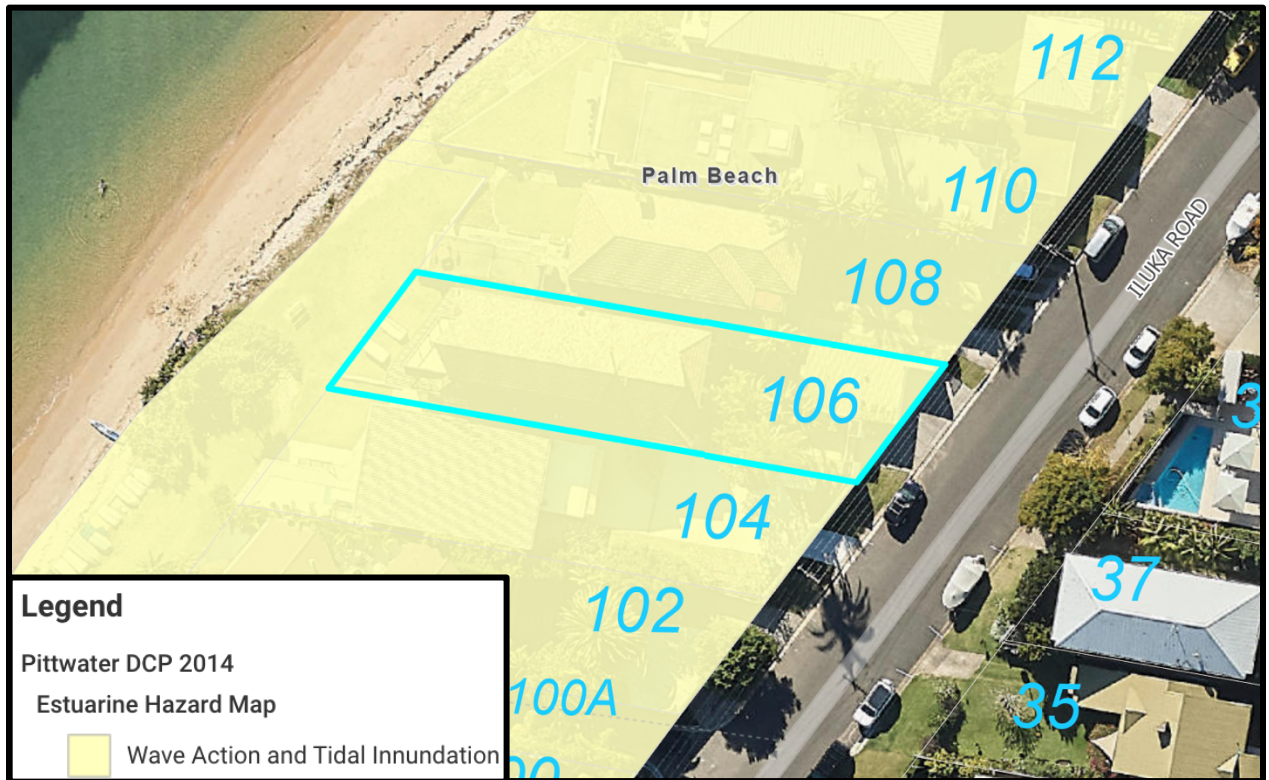 112
Palm Beach
110
ILUKA ROAD
108
106
104
37
102
100A
35
Legend
Pittwater DCP 2014
Estuarine Hazard Map
Wave Action and Tidal Innundation